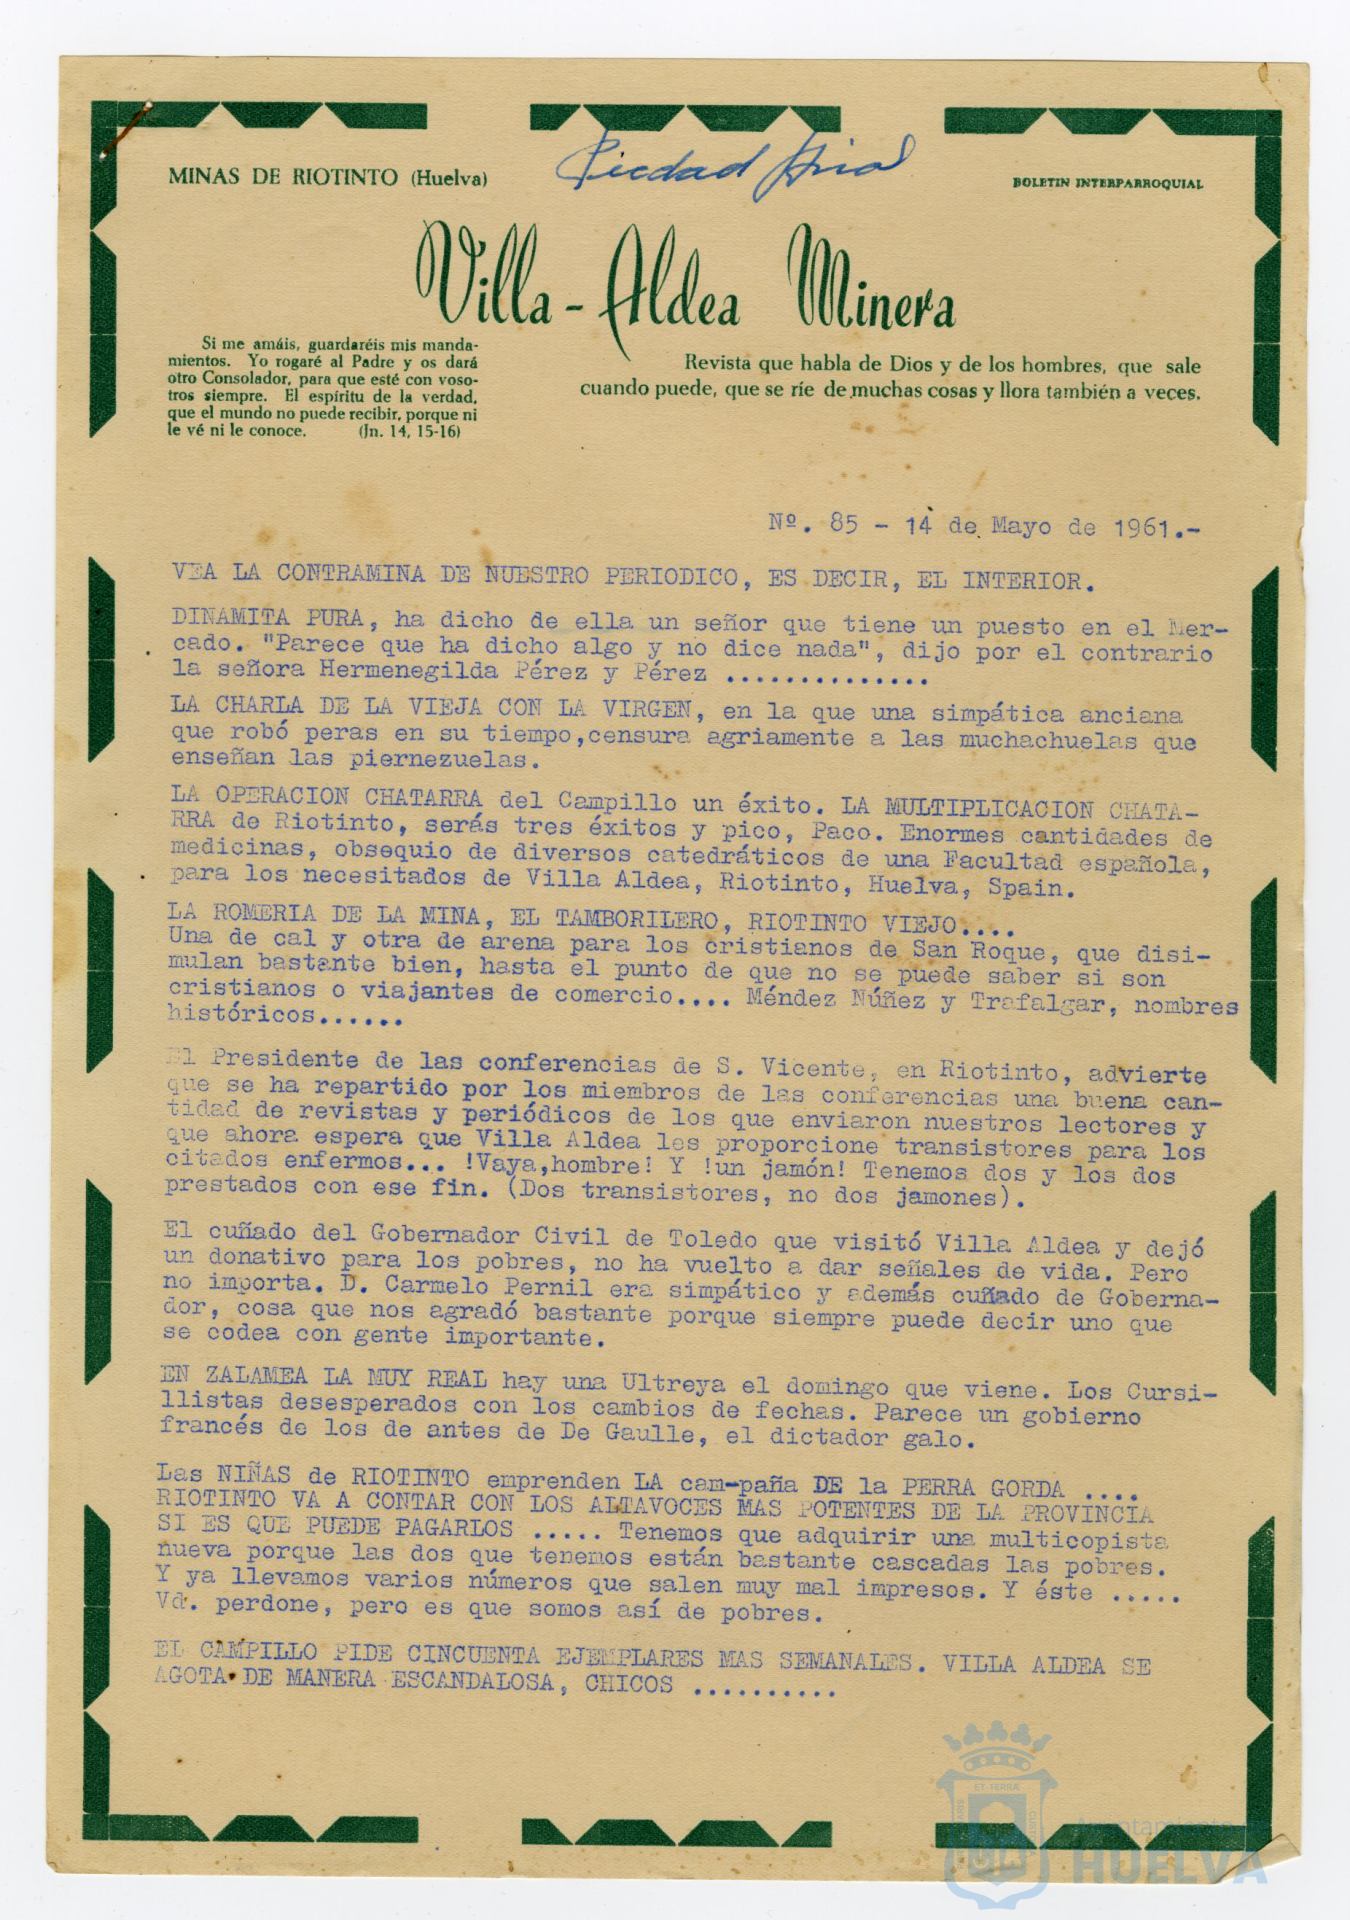 MINAS DE RIOTINTO (Huelva)
Piedad
BOLETIN INTERPARROQUIAL
Villa - Aldea Minera
Si me amáis, guardaréis mis manda-
mientos. Yo rogaré al Padre y os dará
otro Consolador, para que esté con voso-
tros siempre. El espíritu de la verdad,
que el mundo no puede recibir, porque ni
le vé ni le conoce. (Jn. 14, 15-16)
Revista que habla de Dios y de los hombres, que sale
cuando puede, que se ríe de muchas cosas y llora también a veces.
Nº. 85 - 14 de Mayo de 1961.-
VEA LA CONTRAMINA DE NUESTRO PERIODICO, ES DECIR, EL INTERIOR.
DINAMITA PURA, ha dicho de ella un señor que tiene un puesto en el Mer-
cado. "Parece que ha dicho algo y no dice nada", dijo por el contrario
la señora Hermenegilda Pérez y Pérez ..............
LA CHARLA DE LA VIEJA CON LA VIRGEN, en la que una simpática anciana
que robó peras en su tiempo,censura agriamente a las muchachuelas que
enseñan las piernezuelas.
LA OPERACION CHATARRA del Campillo un éxito. LA MULTIPLICACION CHATA-
RRA de Riotinto, serás tres éxitos y pico, Paco. Enormes cantidades de
medicinas, obsequio de diversos catedráticos de una Facultad española,
para los necesitados de Villa Aldea, Riotinto, Huelva, Spain.
LA ROMERIA DE LA MINA, EL TAMBORILERO, RIOTINTO VIEJO....
Una de cal y otra de arena para los cristianos de San Roque, que disi-
mulan bastante bien, hasta el punto de que no se puede saber si son
cristianos o viajantes de comercio.... Méndez Núñez y Trafalgar, nombres
históricos......
El Presidente de las conferencias de S. Vicente, en Riotinto, advierte
que se ha repartido por los miembros de las conferencias una buena can-
tidad de revistas y periódicos de los que enviaron nuestros lectores y
que ahora espera que Villa Aldea les proporcione transistores para los
citados enfermos... !Vaya,hombre! Y !un jamón! Tenemos dos y los dos
prestados con ese fin. (Dos transistores, no dos jamones).
El cuñado del Gobernador Civil de Toledo que visitó Villa Aldea y dejó
un donativo para los pobres, no ha vuelto a dar señales de vida. Pero
no importa. D. Carmelo Pernil era simpático y además cuñado de Goberna-
dor, cosa que nos agradó bastante porque siempre puede decir uno que
se codea con gente importante.
EN ZALAMEA LA MUY REAL hay una Ultreya el domingo que viene. Los Cursi-
llistas desesperados con los cambios de fechas. Parece un gobierno
francés de los de antes de De Gaulle, el dictador galo.
Las NIÑAS de RIOTINTO emprenden LA cam-paña DE la PERRA GORDA ....
RIOTINTO VA A CONTAR CON LOS ALTAVOCES MAS POTENTES DE LA PROVINCIA
SI ES QUE PUEDE PAGARLOS ..... Tenemos que adquirir una multicopista
nueva porque las dos que tenemos están bastante cascadas las pobres.
Y ya llevamos varios números que salen muy mal impresos. Y éste .....
Vd. perdone, pero es que somos así de pobres.
EL CAMPILLO PIDE CINCUENTA EJEMPLARES MAS SEMANALES. VILLA ALDEA SE
AGOTA DE MANERA ESCANDALOSA, CHICOS ..........
ET TERRÆ
Ayuntamiento de
HUELVA